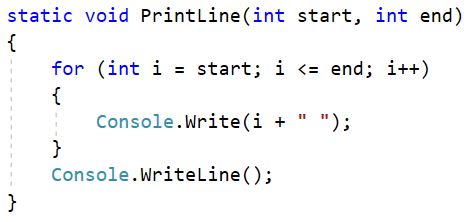 static void PrintLine(int start, int end)
{
    for (int i = start; i <= end; i++)
    {
        Console.Write(i + " ");
    }
    Console.WriteLine();
}